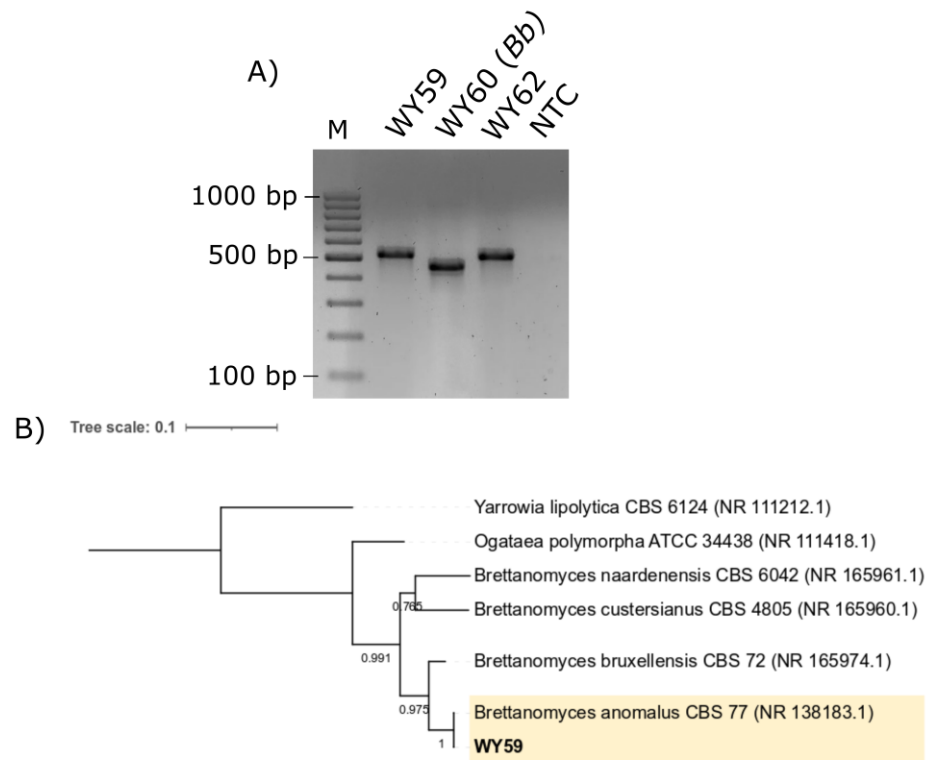 A)
M WY59 WY60 (Bb) WY62 NTC
1000 bp
500 bp
100 bp
B) Tree scale: 0.1
Yarrowia lipolytica CBS 6124 (NR 111212.1)
Ogataea polymorpha ATCC 34438 (NR 111418.1)
Brettanomyces naardenensis CBS 6042 (NR 165961.1)
0.765
Brettanomyces custersianus CBS 4805 (NR 165960.1)
0.991
Brettanomyces bruxellensis CBS 72 (NR 165974.1)
0.975
Brettanomyces anomalus CBS 77 (NR 138183.1)
1
WY59